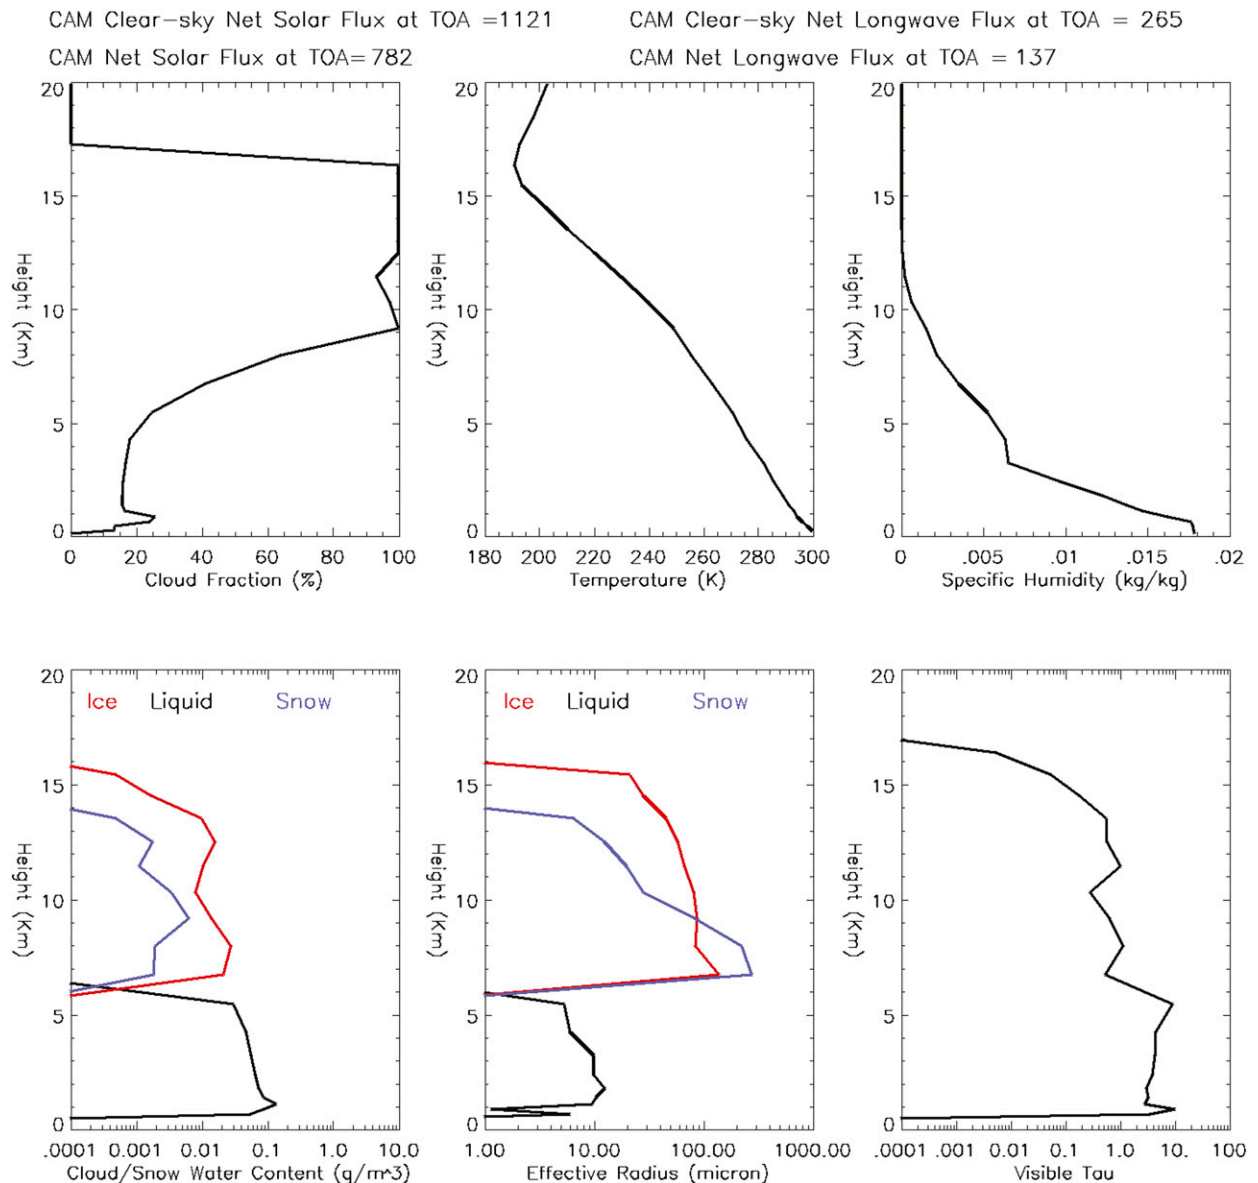 CAM Clear-sky Net Solar Flux at TOA =1121 CAM Clear-sky Net Longwave Flux at TOA = 265
CAM Net Solar Flux at TOA=782 CAM Net Longwave Flux at TOA = 137
20
15
10
5
0
Height (Km)
0 20 40 60 80 100
Cloud Fraction (%)
20
15
10
5
0
Height (Km)
180 200 220 240 260 280 300
Temperature (K)
20
15
10
5
0
Height (Km)
0 .005 .01 .015 .02
Specific Humidity (kg/kg)
20
15
10
5
0
Height (Km)
Ice Liquid Snow
.0001 .001 0.01 0.1 1.0 10.0
Cloud/Snow Water Content (g/m^3)
20
15
10
5
0
Height (Km)
Ice Liquid Snow
1.00 10.00 100.00 1000.00
Effective Radius (micron)
20
15
10
5
0
Height (Km)
.0001 .001 0.01 0.1 1.0 10. 100
Visible Tau